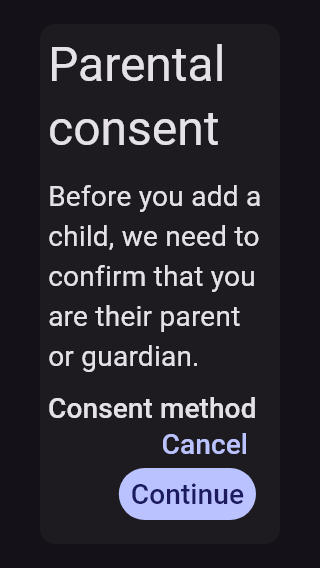 Parental
consent
Before you add a
child, we need to
confirm that you
are their parent
or guardian.
Consent method
Cancel
Continue